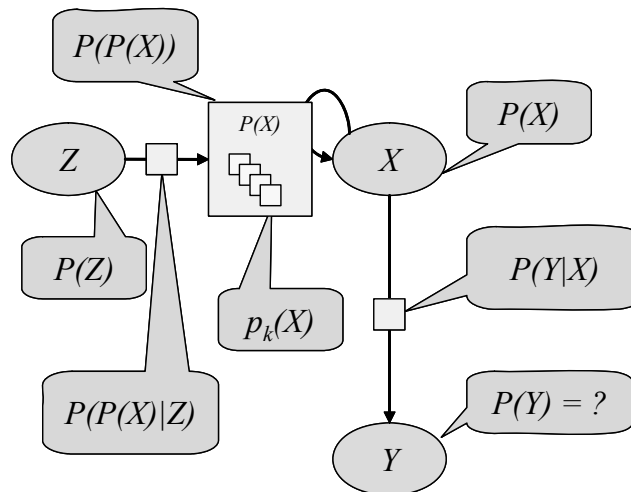 P(P(X))
P(X)
P(X)
Z
X
P(Z)
p_k(X)
P(Y|X)
P(P(X)|Z)
P(Y) = ?
Y